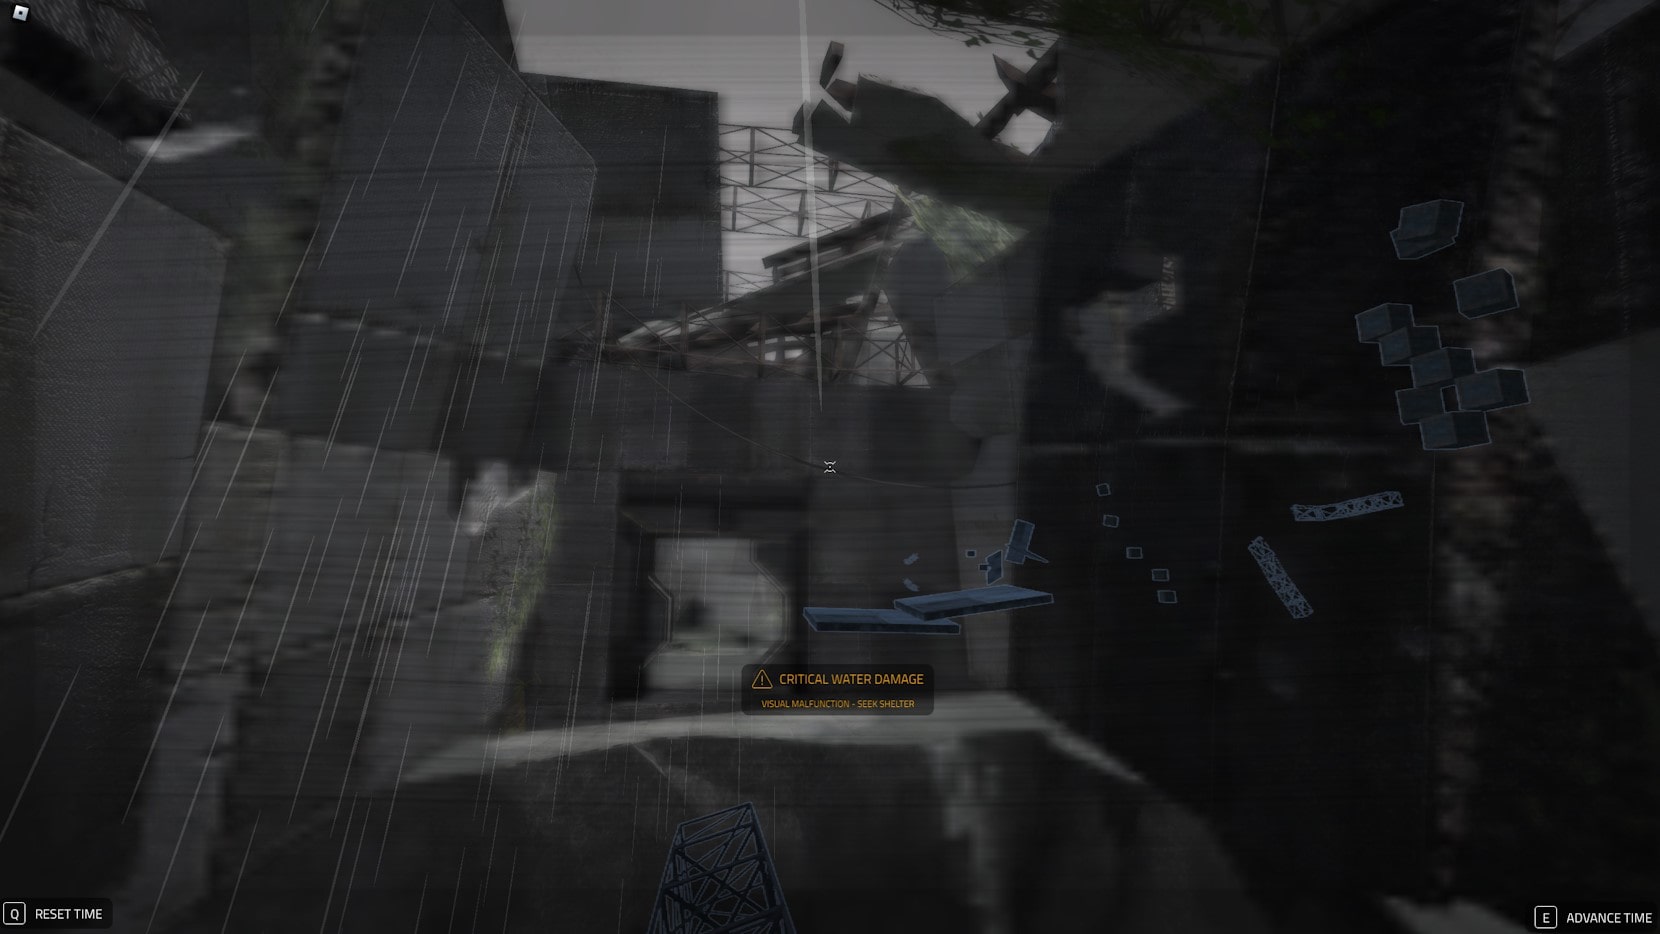 CRITICAL WATER DAMAGE
VISUAL MALFUNCTION - SEEK SHELTER
Q RESET TIME
E ADVANCE TIME